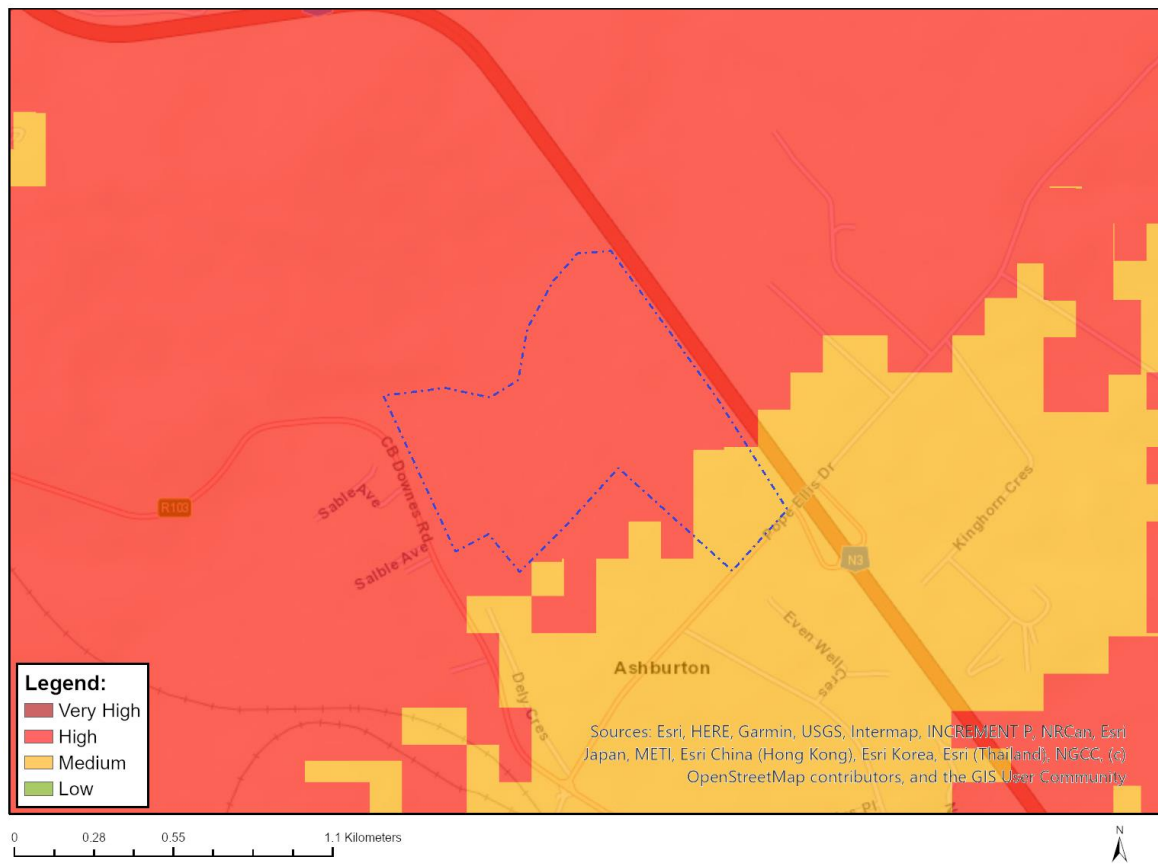 R103
CB Downes Rd
Sable Ave
Salble Ave
Pope Ellis Dr
Kinghorn Cres
N3
Even Well Cres
Ashburton
Dely Cres
Legend:
Very High
High
Medium
Low
Sources: Esri, HERE, Garmin, USGS, Intermap, INCREMENT P, NRCan, Esri
Japan, METI, Esri China (Hong Kong), Esri Korea, Esri (Thailand), NGCC, (c)
OpenStreetMap contributors, and the GIS User Community
0 0.28 0.55 1.1 Kilometers
N